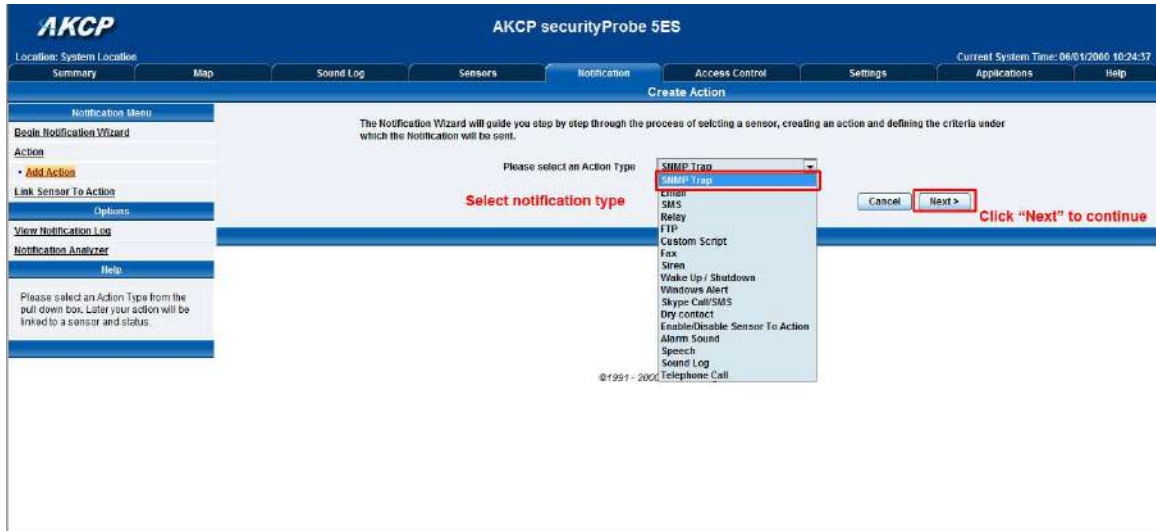 AKCP
AKCP securityProbe 5ES
Location: System Location
Current System Time: 06/01/2000 10:24:37
Summary Map Sound Log Sensors Notification Access Control Settings Applications Help
Create Action
Notification Menu
Begin Notification Wizard
Action
• Add Action
Link Sensor To Action
Options
View Notification Log
Notification Analyzer
Help
Please select an Action Type from the
pull down box. Later your action will be
linked to a sensor and status.
The Notification Wizard will guide you step by step through the process of selcting a sensor, creating an action and defining the criteria under
which the Notification will be sent.
Please select an Action Type
SNMP Trap
SNMP Trap
Email
SMS
Relay
FTP
Custom Script
Fax
Siren
Wake Up / Shutdown
Windows Alert
Skype Call/SMS
Dry contact
Enable/Disable Sensor To Action
Alarm Sound
Speech
Sound Log
Telephone Call
Select notification type
Cancel Next >
Click “Next” to continue
©1991 - 200